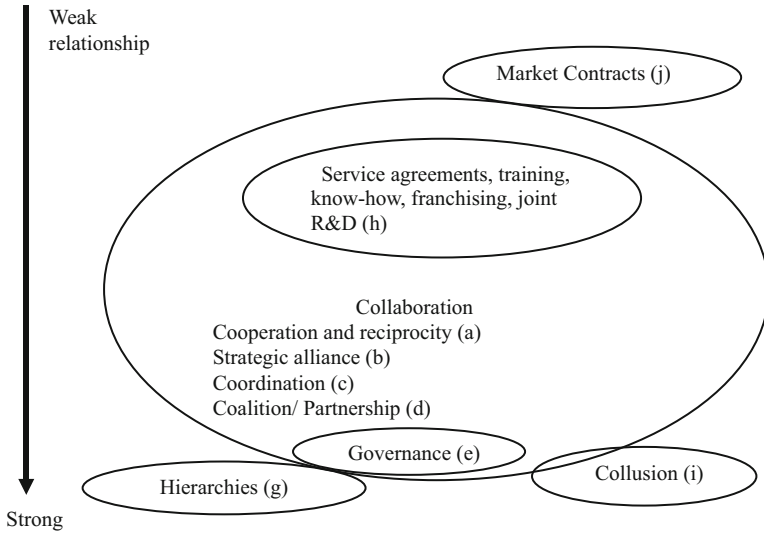 Weak
relationship
Market Contracts (j)
Service agreements, training,
know-how, franchising, joint
R&D (h)
Collaboration
Cooperation and reciprocity (a)
Strategic alliance (b)
Coordination (c)
Coalition/ Partnership (d)
Governance (e)
Collusion (i)
Hierarchies (g)
Strong